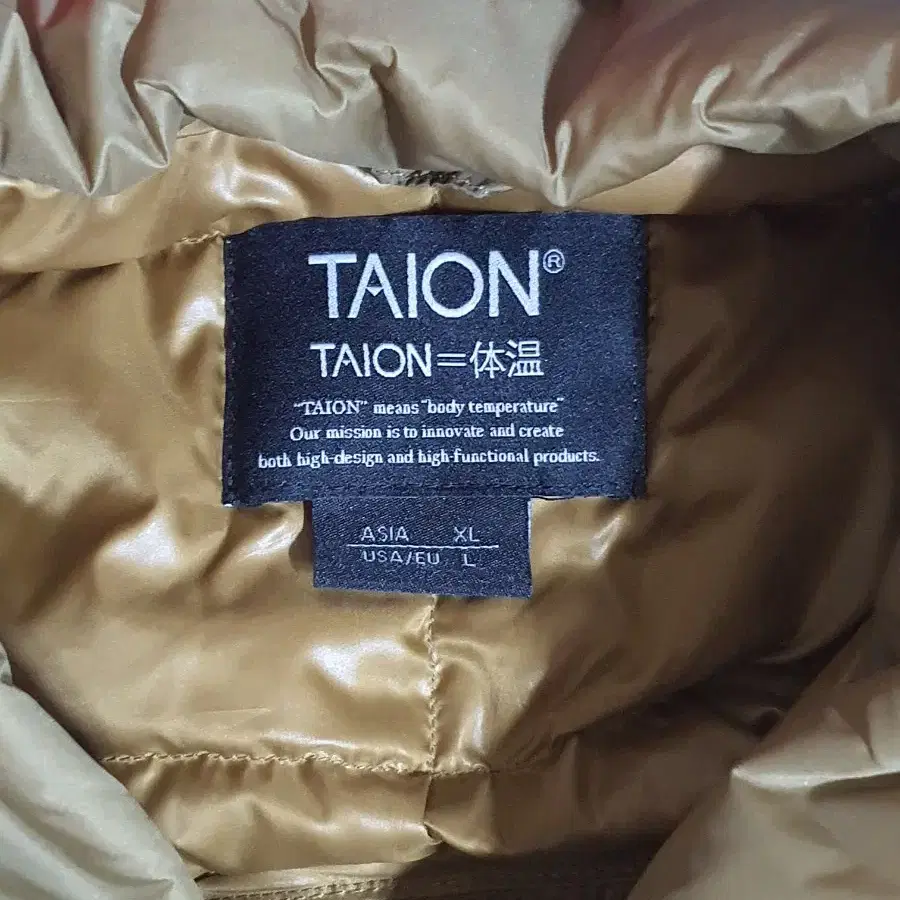 TAION®
TAION=体温
"TAION" means "body temperature"
Our mission is to innovate and create
both high-design and high-functional products.
ASIA XL
USA/EU L